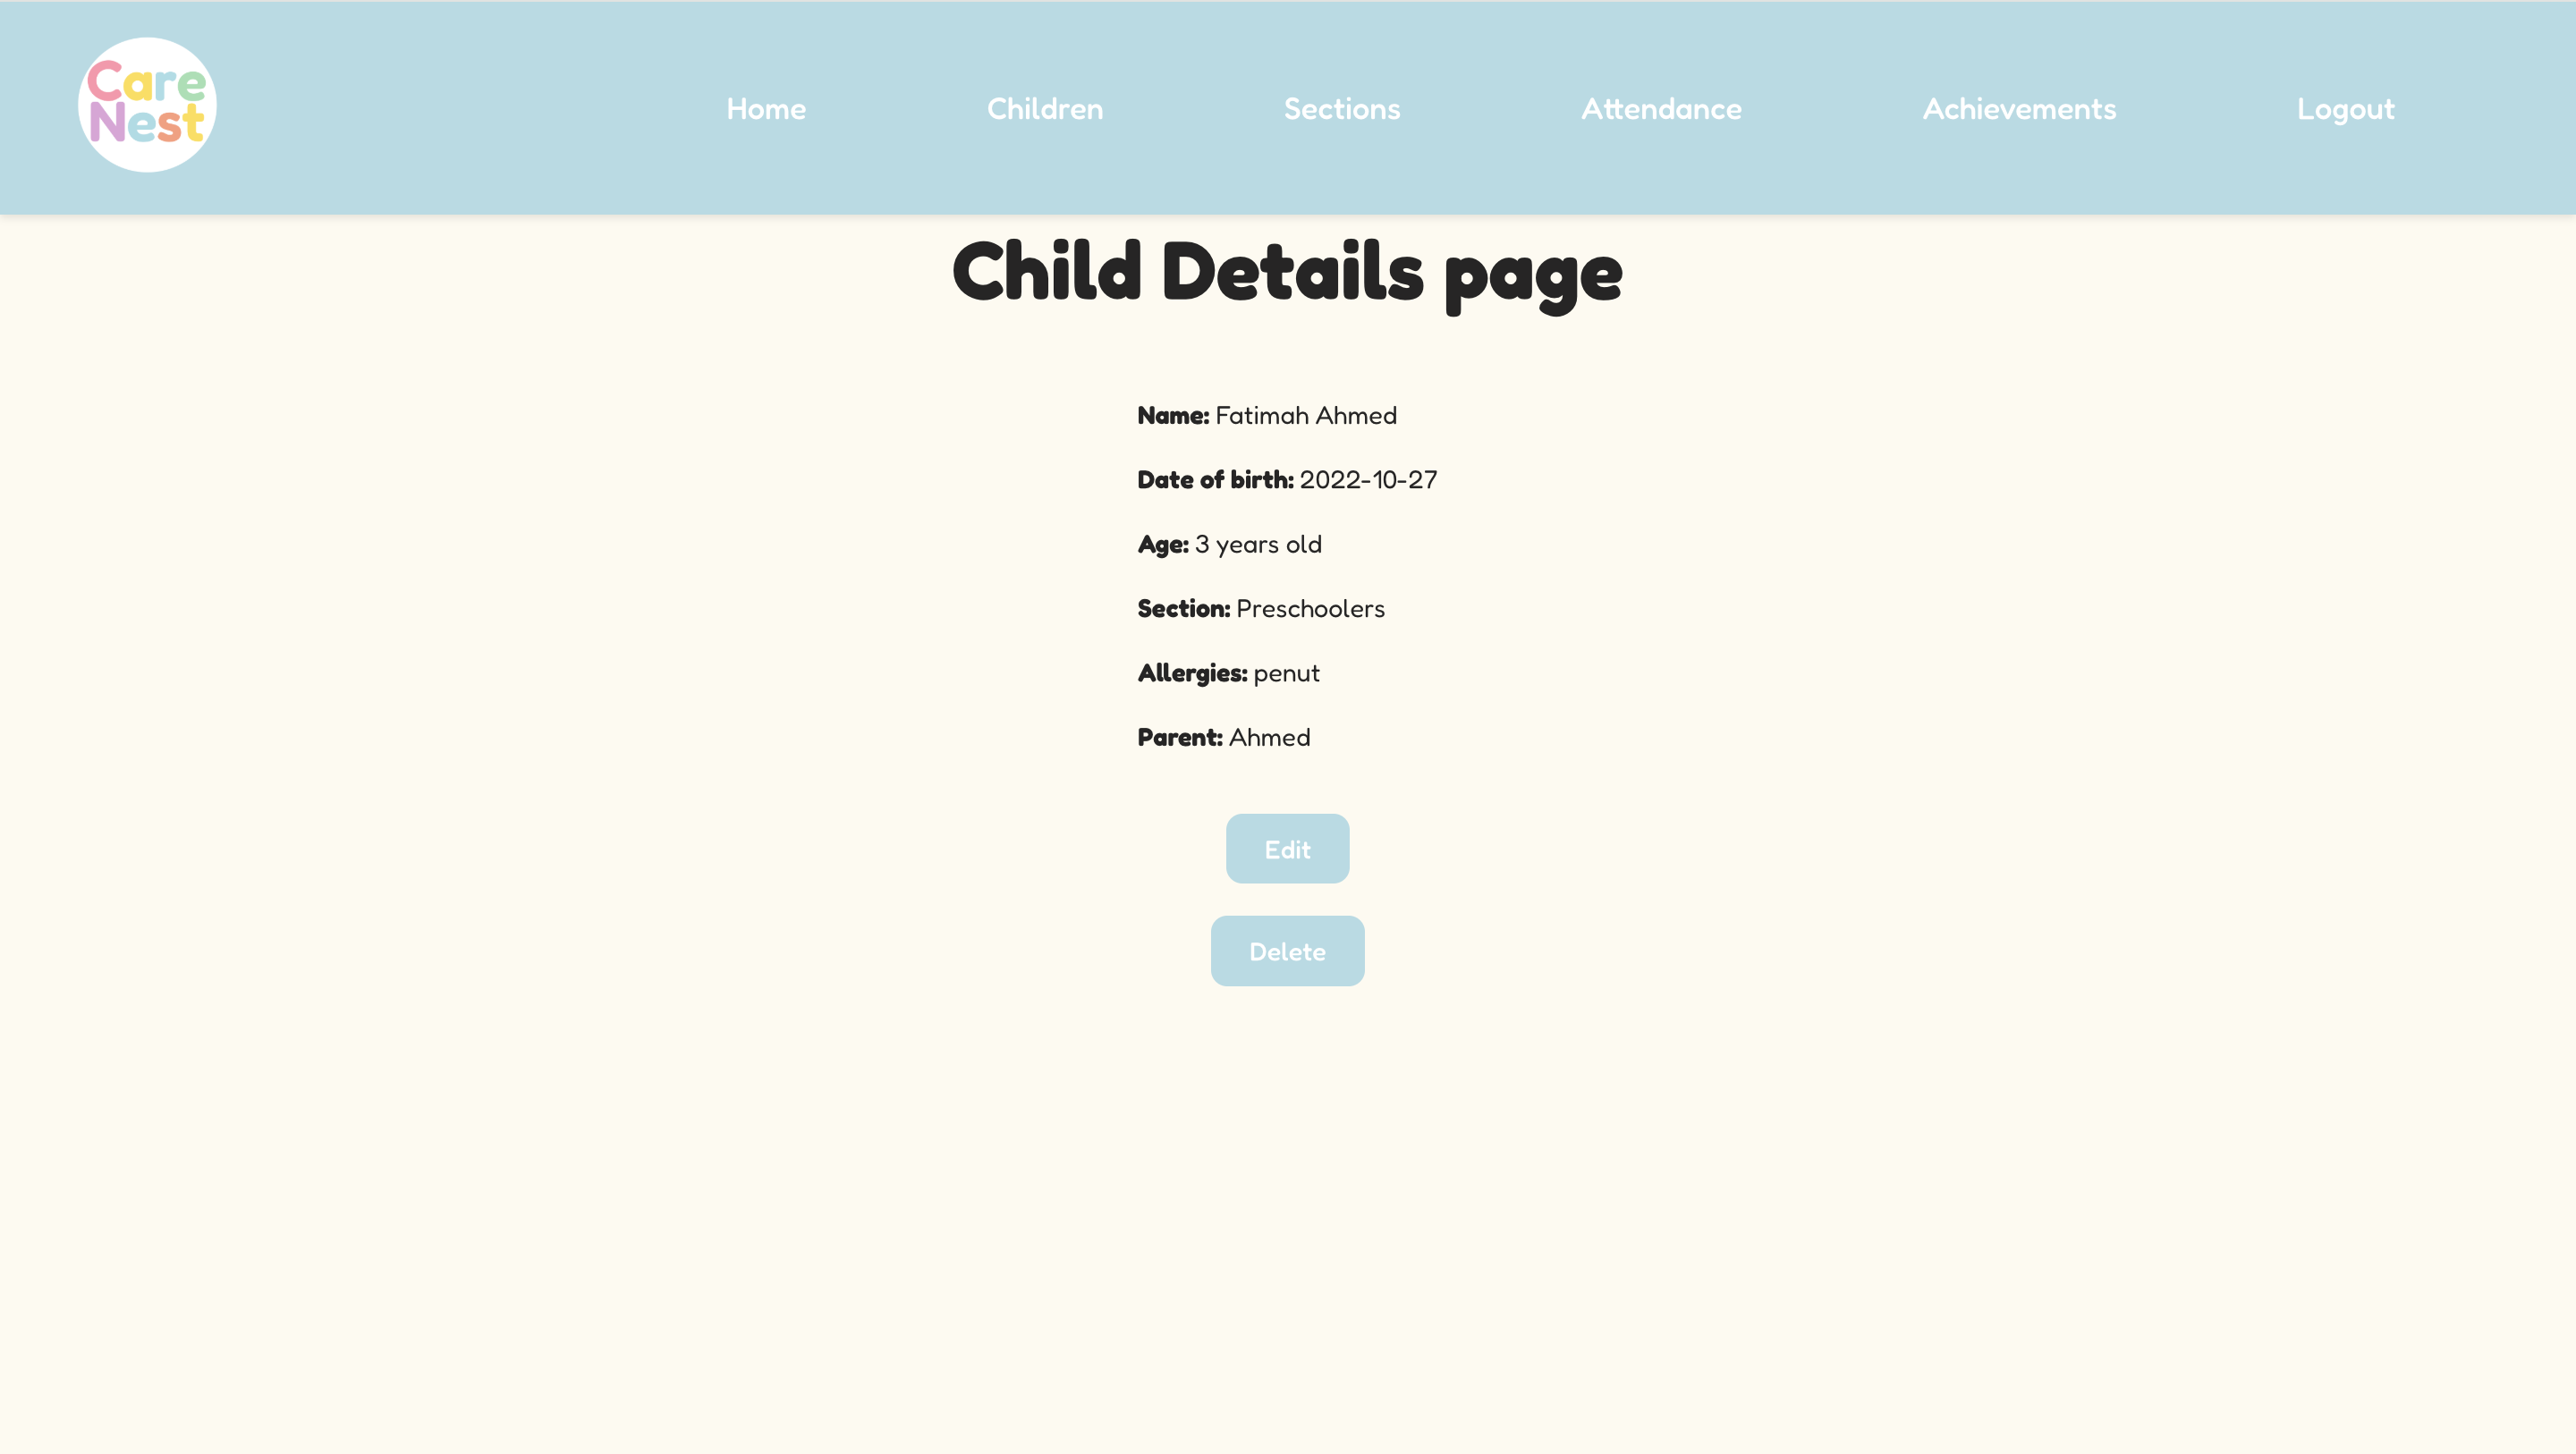 Care
Nest
Home Children Sections Attendance Achievements Logout
Child Details page
Name: Fatimah Ahmed
Date of birth: 2022-10-27
Age: 3 years old
Section: Preschoolers
Allergies: penut
Parent: Ahmed
Edit
Delete